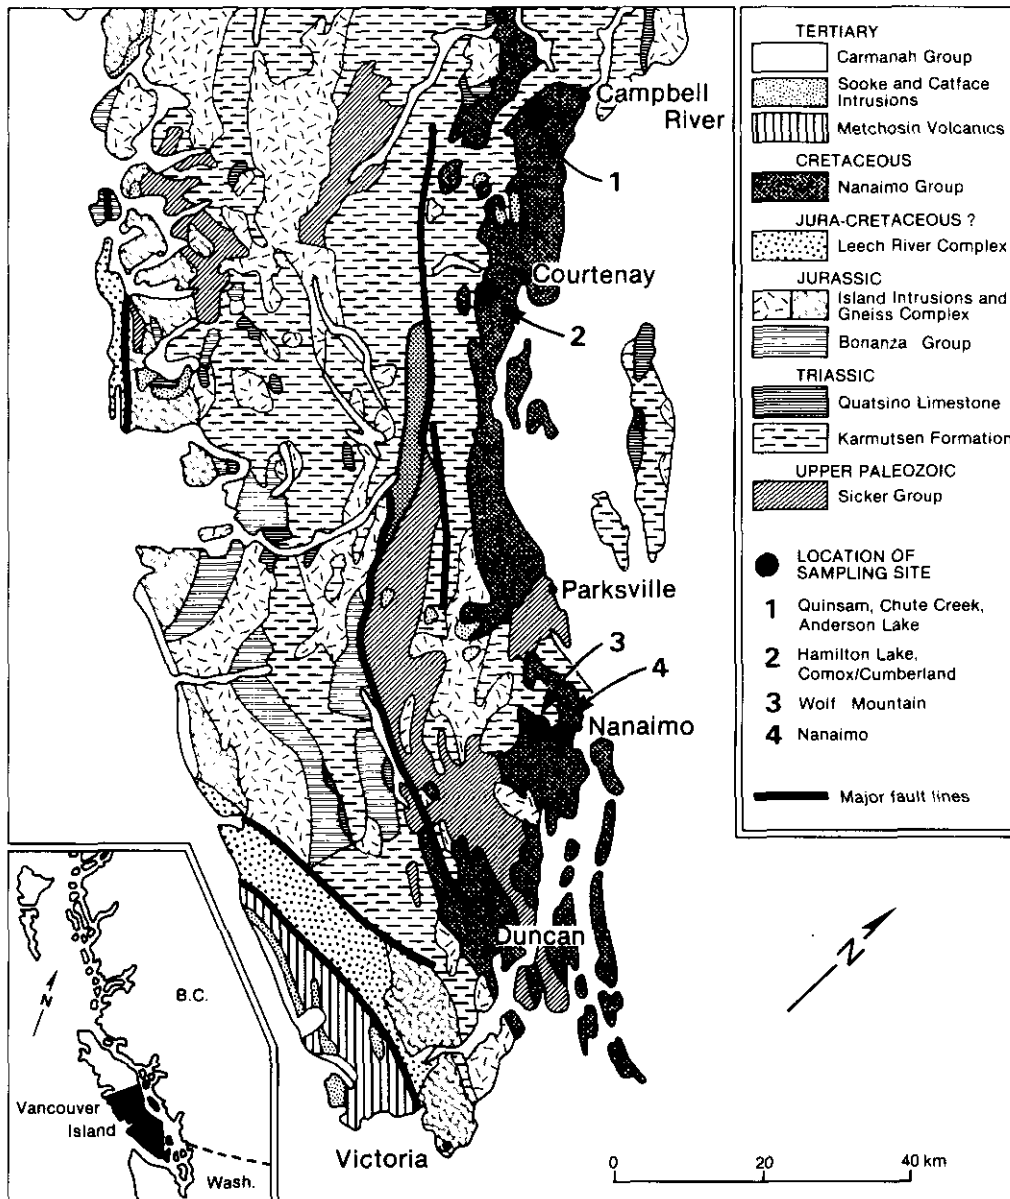 Campbell
River
1
Courtenay
2
Parksville
3
4
Nanaimo
Duncan
Victoria
N
0 20 40 km
N
B.C.
Vancouver
Island
Wash.
TERTIARY
Carmanah Group
Sooke and Catface
Intrusions
Metchosin Volcanics
CRETACEOUS
Nanaimo Group
JURA-CRETACEOUS ?
Leech River Complex
JURASSIC
Island Intrusions and
Gneiss Complex
Bonanza Group
TRIASSIC
Quatsino Limestone
Karmutsen Formation
UPPER PALEOZOIC
Sicker Group
LOCATION OF
SAMPLING SITE
1 Quinsam, Chute Creek,
Anderson Lake
2 Hamilton Lake,
Comox/Cumberland
3 Wolf Mountain
4 Nanaimo
Major fault lines